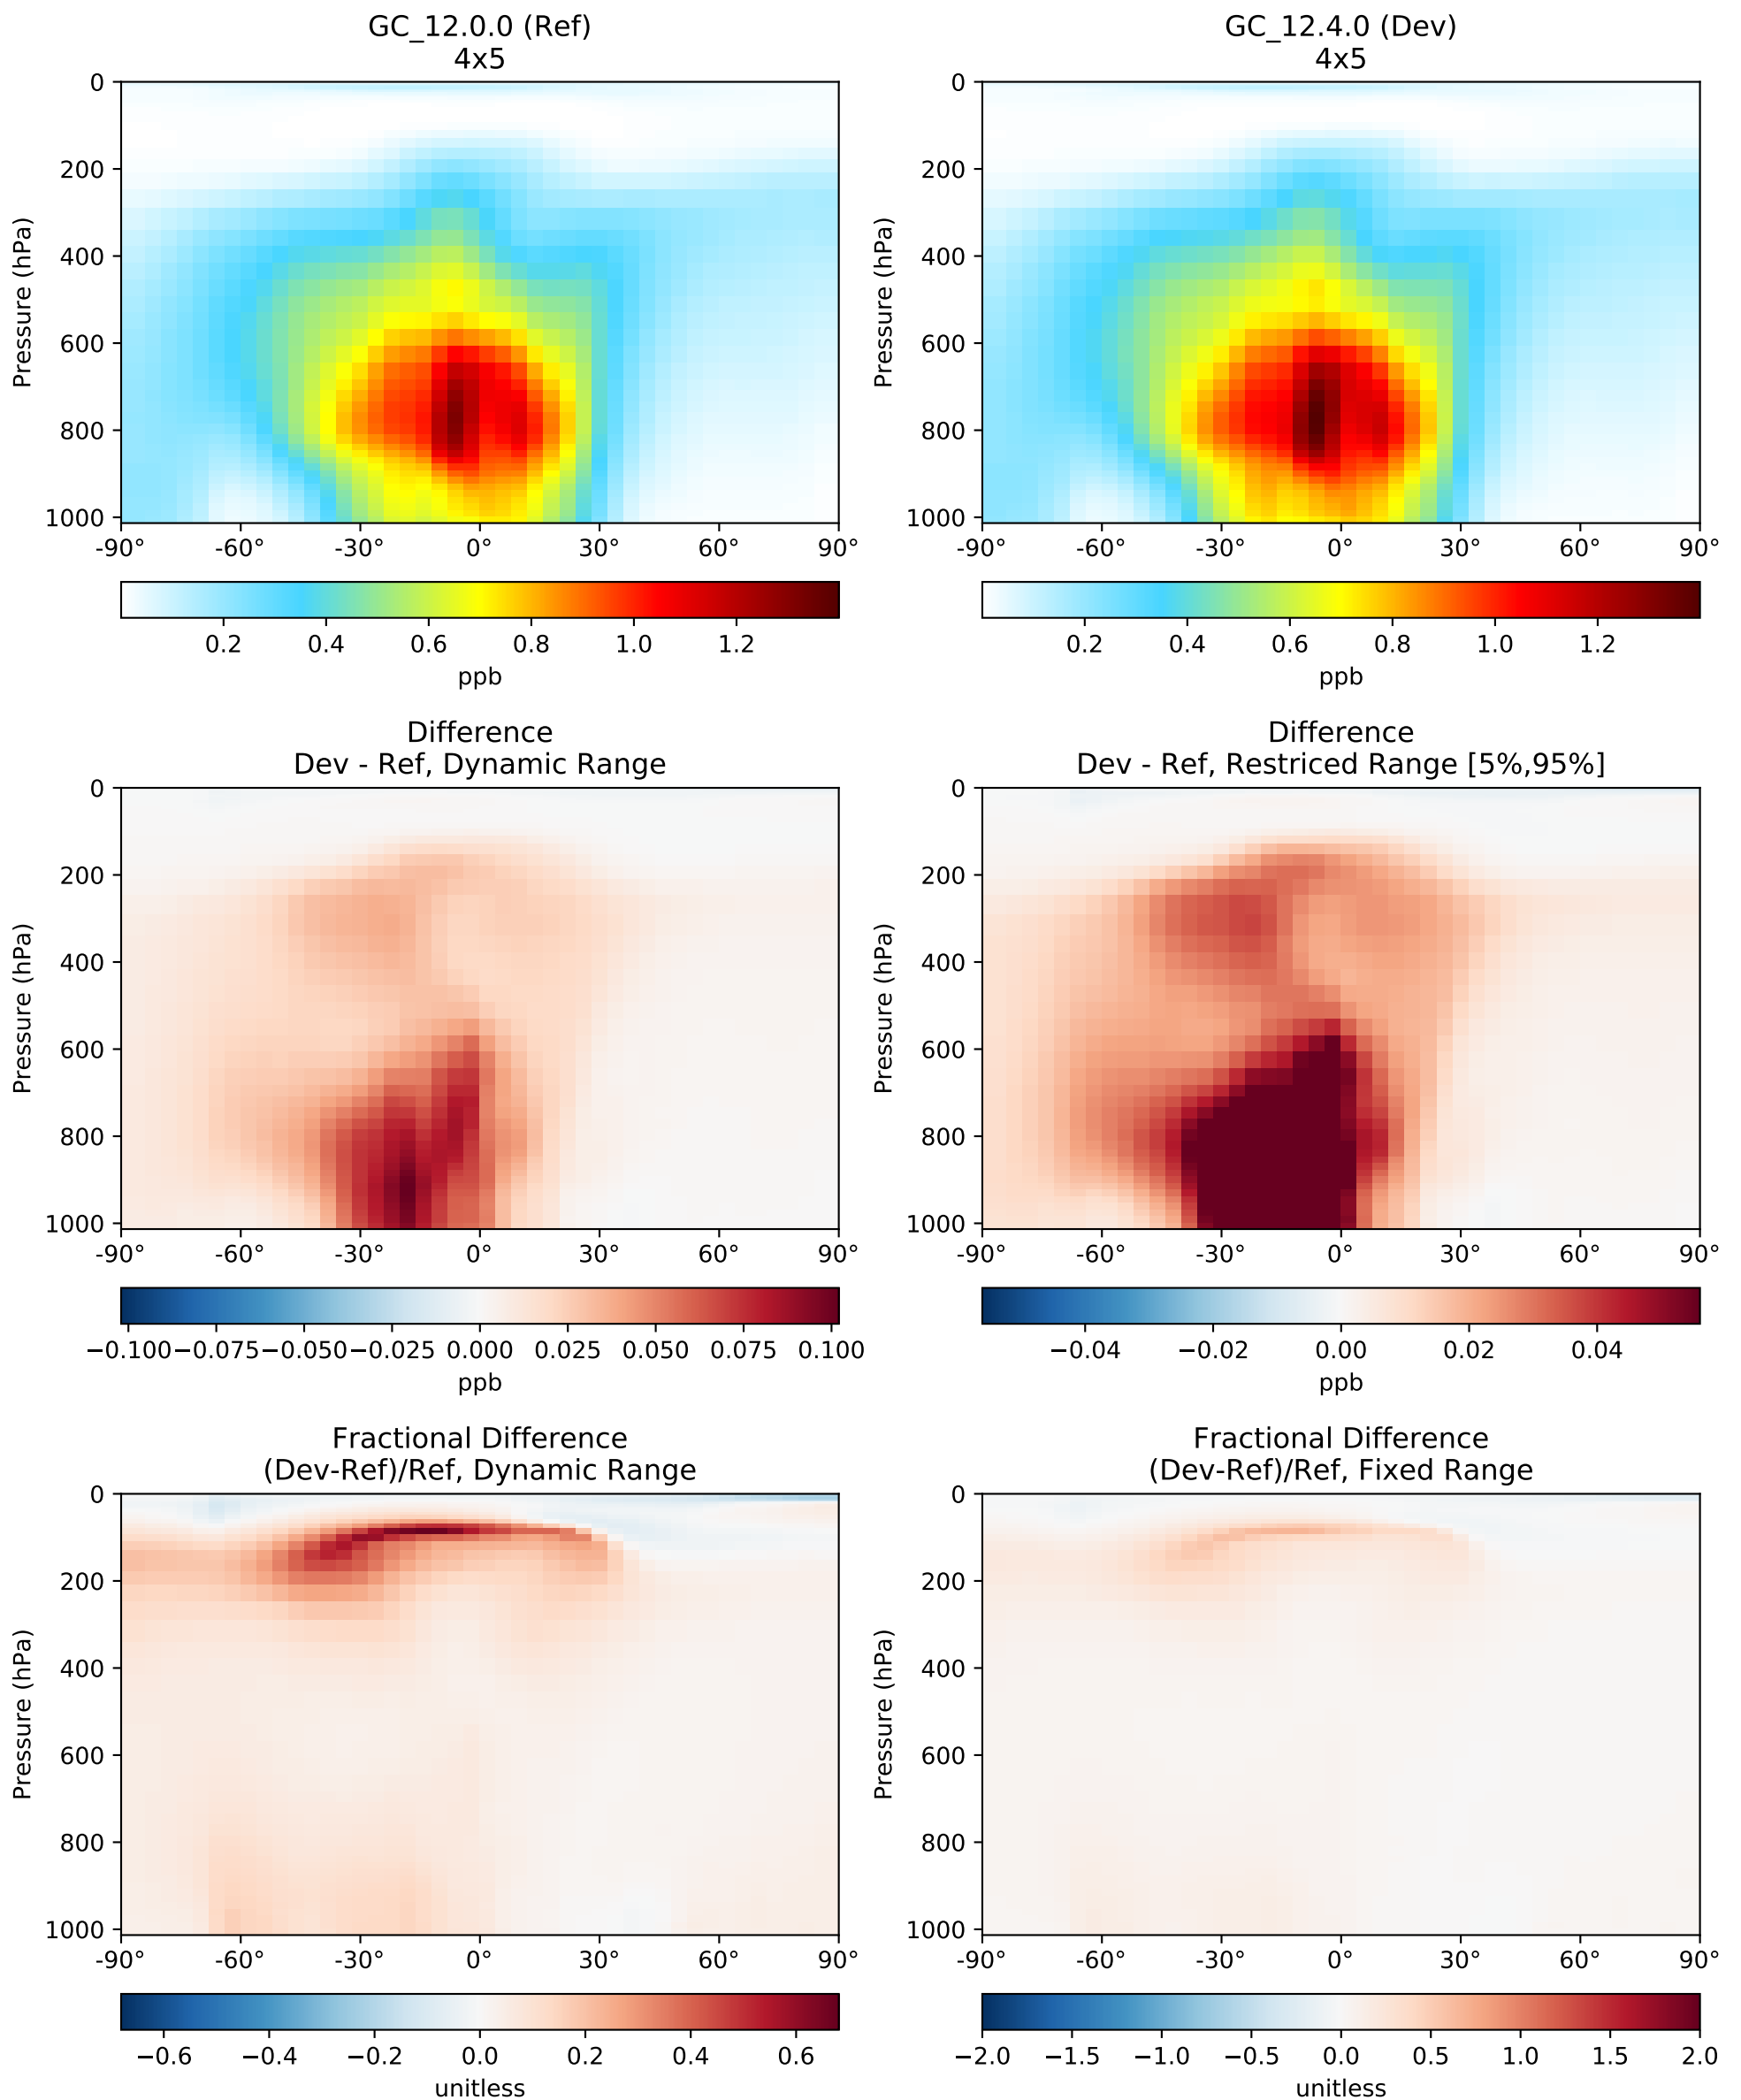 GC_12.0.0 (Ref)
4x5
Pressure (hPa)
0
200
400
600
800
1000
-90° -60° -30° 0° 30° 60° 90°
0.2 0.4 0.6 0.8 1.0 1.2
ppb
GC_12.4.0 (Dev)
4x5
Pressure (hPa)
0
200
400
600
800
1000
-90° -60° -30° 0° 30° 60° 90°
0.2 0.4 0.6 0.8 1.0 1.2
ppb
Difference
Dev - Ref, Dynamic Range
Pressure (hPa)
0
200
400
600
800
1000
-90° -60° -30° 0° 30° 60° 90°
−0.100 −0.075 −0.050 −0.025 0.000 0.025 0.050 0.075 0.100
ppb
Difference
Dev - Ref, Restriced Range [5%,95%]
Pressure (hPa)
0
200
400
600
800
1000
-90° -60° -30° 0° 30° 60° 90°
−0.04 −0.02 0.00 0.02 0.04
ppb
Fractional Difference
(Dev-Ref)/Ref, Dynamic Range
Pressure (hPa)
0
200
400
600
800
1000
-90° -60° -30° 0° 30° 60° 90°
−0.6 −0.4 −0.2 0.0 0.2 0.4 0.6
unitless
Fractional Difference
(Dev-Ref)/Ref, Fixed Range
Pressure (hPa)
0
200
400
600
800
1000
-90° -60° -30° 0° 30° 60° 90°
−2.0 −1.5 −1.0 −0.5 0.0 0.5 1.0 1.5 2.0
unitless